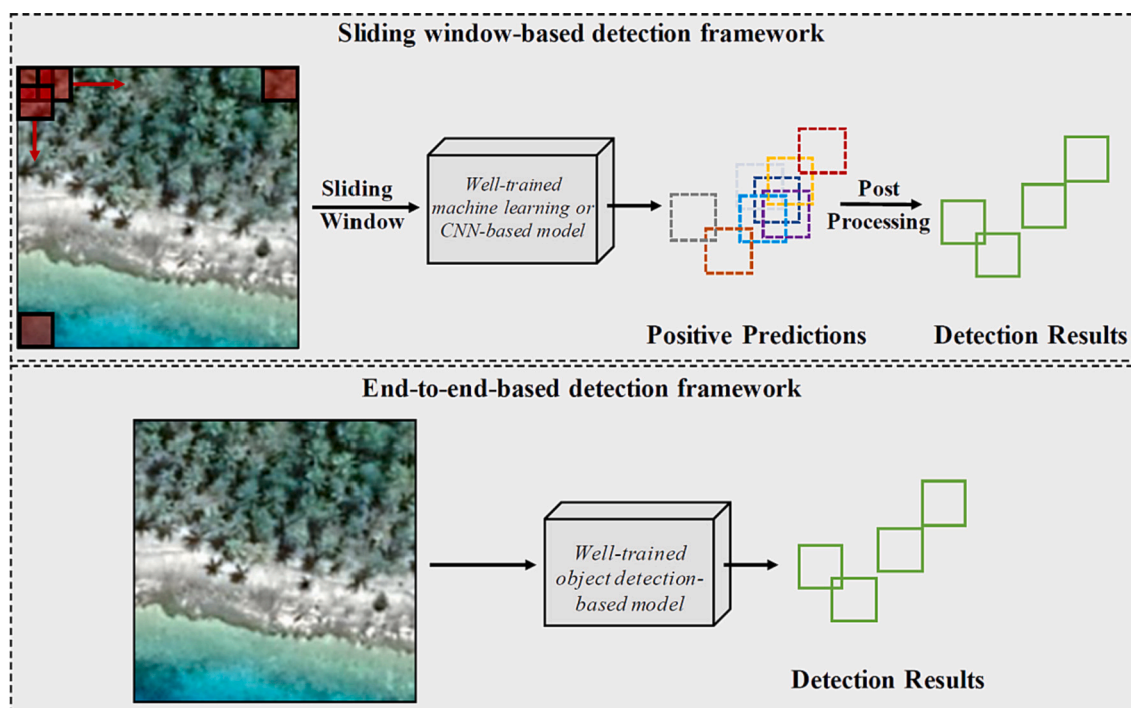 Sliding window-based detection framework
Sliding
Window
Well-trained
machine learning or
CNN-based model
Post
Processing
Positive Predictions
Detection Results
End-to-end-based detection framework
Well-trained
object detection-
based model
Detection Results